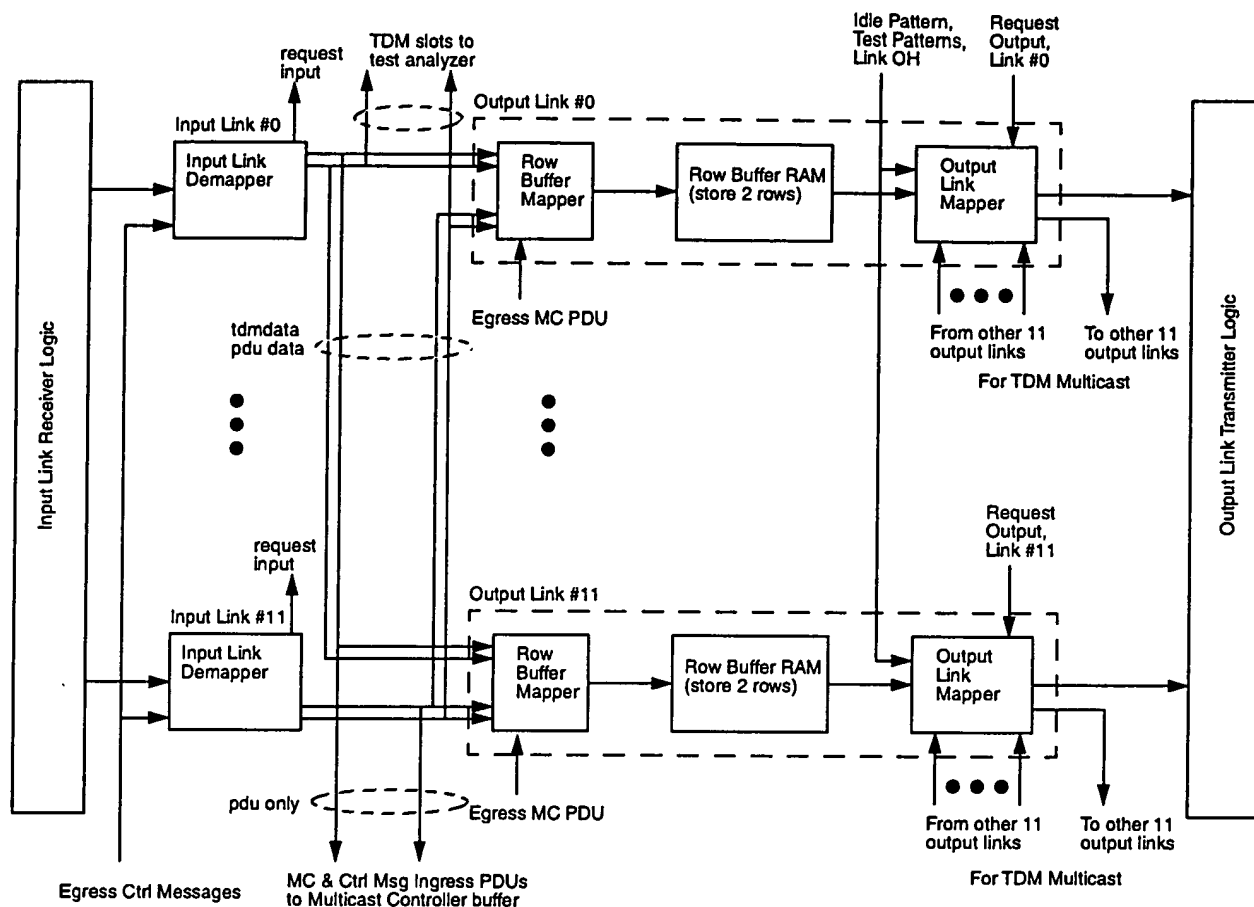 Idle Pattern,
Test Patterns,
Link OH
Request
Output,
Link #0
TDM slots to
test analyzer
request
input
Output Link #0
Input Link #0
Input Link
Demapper
Row
Buffer
Mapper
Row Buffer RAM
(store 2 rows)
Output
Link
Mapper
Egress MC PDU
tdmdata
pdu data
From other 11
output links
To other 11
output links
For TDM Multicast
Input Link Receiver Logic
Output Link Transmitter Logic
Request
Output,
Link #11
request
input
Output Link #11
Input Link #11
Input Link
Demapper
Row
Buffer
Mapper
Row Buffer RAM
(store 2 rows)
Output
Link
Mapper
pdu only
Egress MC PDU
From other 11
output links
To other 11
output links
For TDM Multicast
Egress Ctrl Messages
MC & Ctrl Msg Ingress PDUs
to Multicast Controller buffer